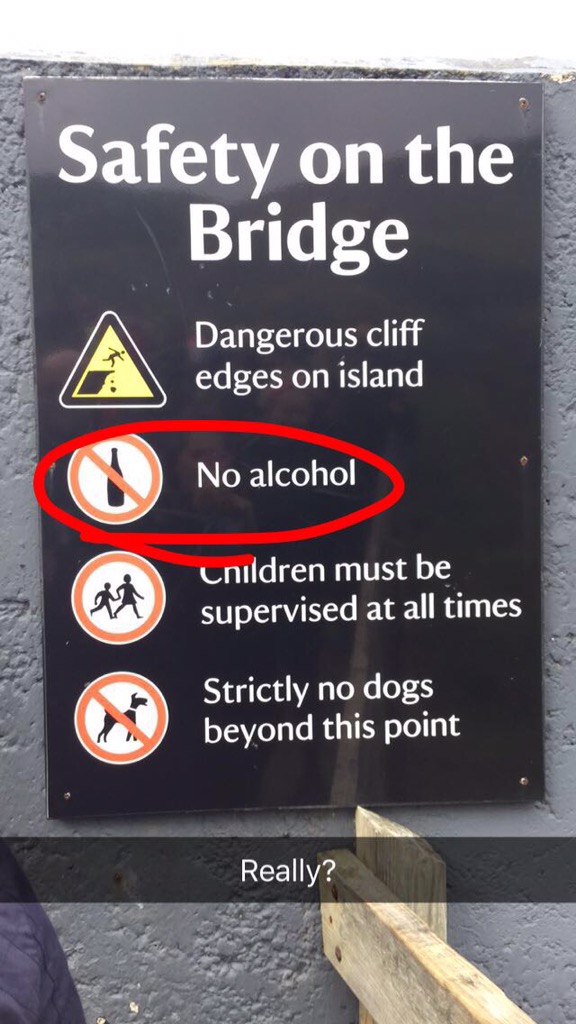 Safety on the
Bridge
Dangerous cliff
edges on island
No alcohol
Children must be
supervised at all times
Strictly no dogs
beyond this point
Really?